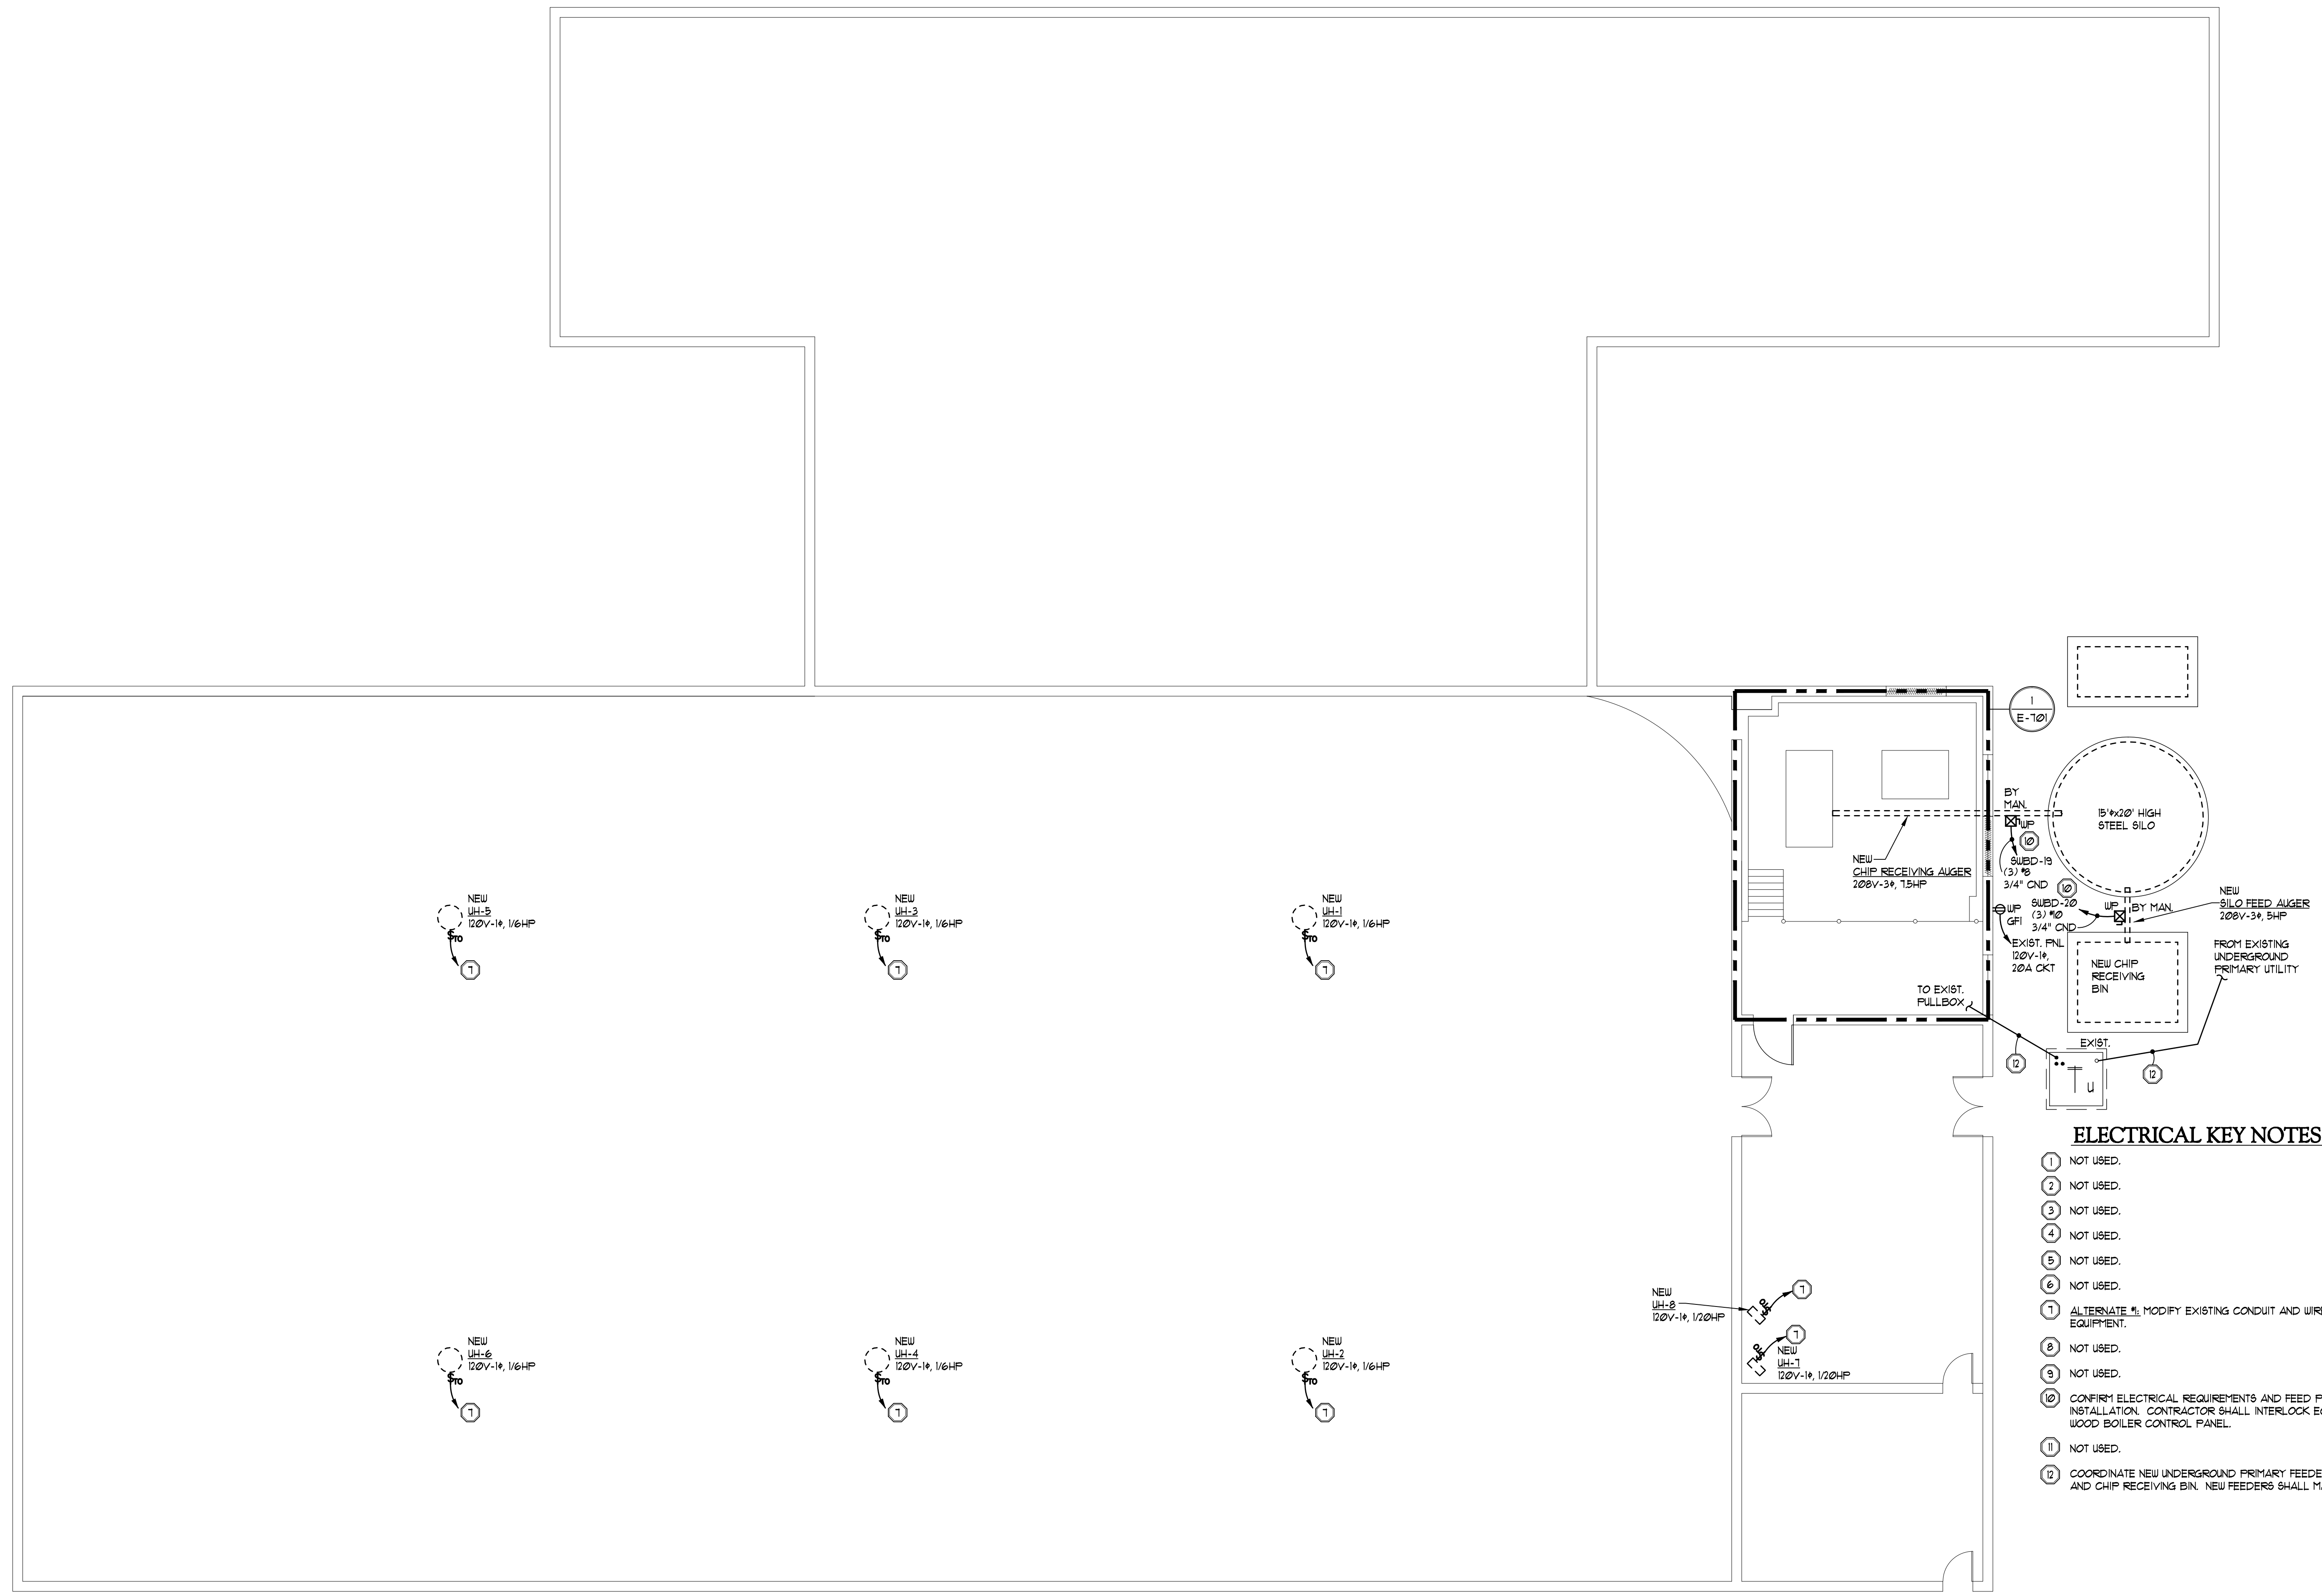 1
E-701
BY
MAN.
WP
10
SWBD-19
(3) #8
3/4" CND
15'ϕx20' HIGH
STEEL SILO
NEW
CHIP RECEIVING AUGER
208V-3ϕ, 7.5HP
10
SWBD-20
(3) #10
3/4" CND
WP
BY MAN.
NEW
SILO FEED AUGER
208V-3ϕ, 5HP
WP
GFI
EXIST. PNL
120V-1ϕ,
20A CKT
FROM EXISTING
UNDERGROUND
PRIMARY UTILITY
NEW CHIP
RECEIVING
BIN
TO EXIST.
PULLBOX
EXIST.
12
12
T U
NEW
UH-5
120V-1ϕ, 1/6HP
$TO
7
NEW
UH-3
120V-1ϕ, 1/6HP
$TO
7
NEW
UH-1
120V-1ϕ, 1/6HP
$TO
7
NEW
UH-6
120V-1ϕ, 1/6HP
$TO
7
NEW
UH-4
120V-1ϕ, 1/6HP
$TO
7
NEW
UH-2
120V-1ϕ, 1/6HP
$TO
7
NEW
UH-8
120V-1ϕ, 1/20HP
$TO
7
NEW
UH-7
120V-1ϕ, 1/20HP
$TO
7
ELECTRICAL KEY NOTES
1 NOT USED.
2 NOT USED.
3 NOT USED.
4 NOT USED.
5 NOT USED.
6 NOT USED.
7 ALTERNATE #1: MODIFY EXISTING CONDUIT AND
EQUIPMENT.
8 NOT USED.
9 NOT USED.
10 CONFIRM ELECTRICAL REQUIREMENTS AND FEED
INSTALLATION. CONTRACTOR SHALL INTERLOCK
WOOD BOILER CONTROL PANEL.
11 NOT USED.
12 COORDINATE NEW UNDERGROUND PRIMARY
AND CHIP RECEIVING BIN. NEW FEEDERS SHALL